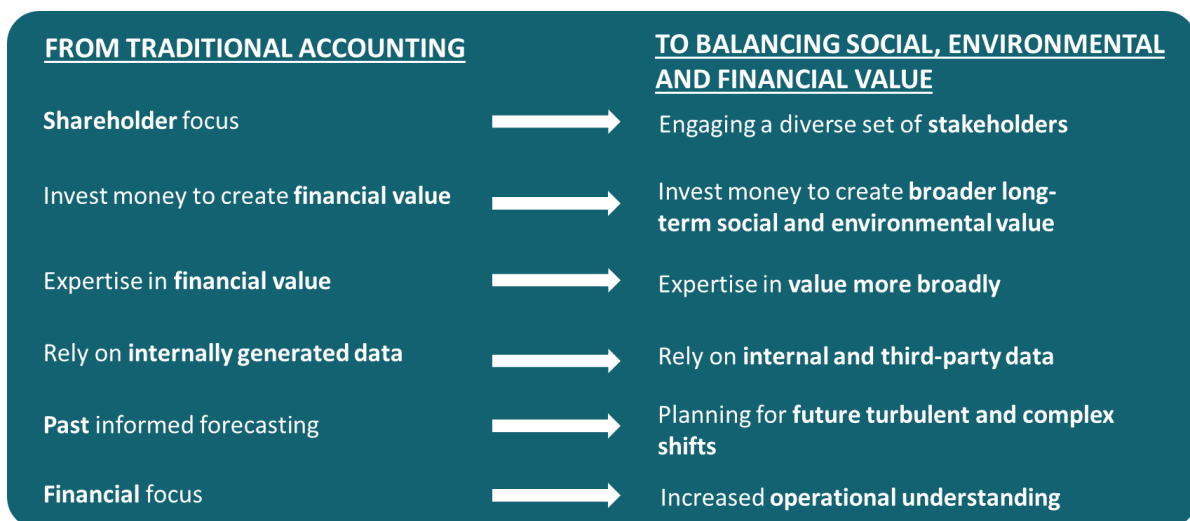 FROM TRADITIONAL ACCOUNTING
TO BALANCING SOCIAL, ENVIRONMENTAL
AND FINANCIAL VALUE
Shareholder focus
Engaging a diverse set of stakeholders
Invest money to create financial value
Invest money to create broader long-
term social and environmental value
Expertise in financial value
Expertise in value more broadly
Rely on internally generated data
Rely on internal and third-party data
Past informed forecasting
Planning for future turbulent and complex
shifts
Financial focus
Increased operational understanding